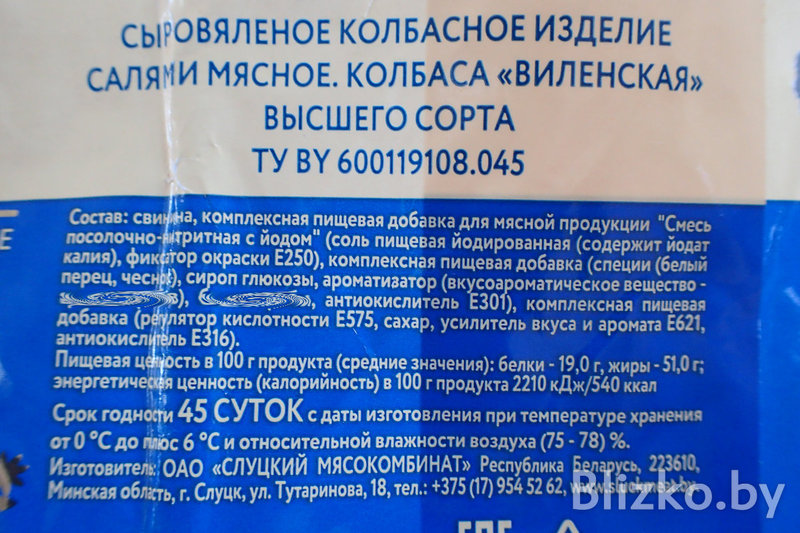 СЫРОВЯЛЕНОЕ КОЛБАСНОЕ ИЗДЕЛИЕ
САЛЯМИ МЯСНОЕ. КОЛБАСА «ВИЛЕНСКАЯ»
ВЫСШЕГО СОРТА
ТУ BY 600119108.045
Е
Состав: свинина, комплексная пищевая добавка для мясной продукции "Смесь
посолочно-нитритная с йодом" (соль пищевая йодированная (содержит йодат
калия), фиксатор окраски Е250), комплексная пищевая добавка (специи (белый
перец, чеснок), сироп глюкозы, ароматизатор (вкусоароматическое вещество -
), ( , антиокислитель Е301), комплексная пищевая
добавка (регулятор кислотности Е575, сахар, усилитель вкуса и аромата Е621,
антиокислитель Е316).
Пищевая ценность в 100 г продукта (средние значения): белки - 19,0 г, жиры - 51,0 г;
энергетическая ценность (калорийность) в 100 г продукта 2210 кДж/540 ккал
Срок годности 45 СУТОК с даты изготовления при температуре хранения
от 0 °С до плюс 6 °С и относительной влажности воздуха (75 - 78) %.
Изготовитель: ОАО «СЛУЦКИЙ МЯСОКОМБИНАТ» Республика Беларусь, 223610,
Минская область, г. Слуцк, ул. Тутаринова, 18, тел.: +375 (17) 954 52 62,
Blizko.by
ЕАС